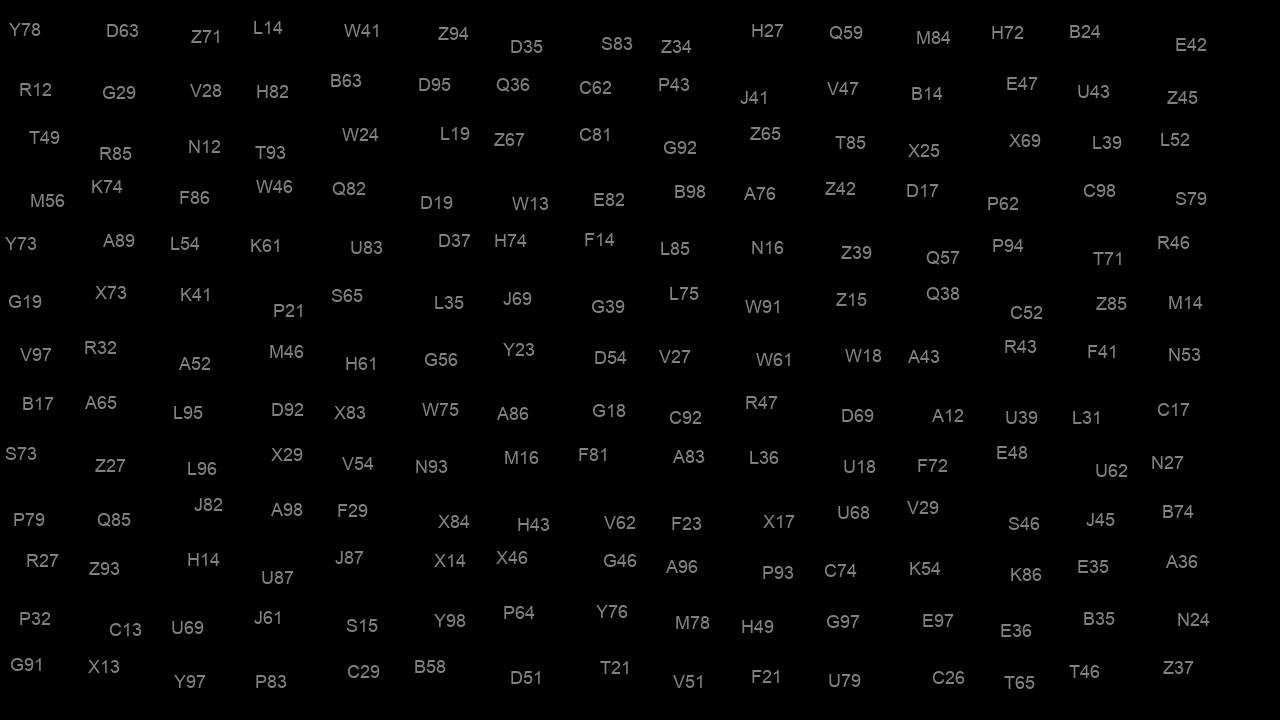 Y78 D63 Z71 L14 W41 Z94 D35 S83 Z34 H27 Q59 M84 H72 B24 E42
R12 G29 V28 H82 B63 D95 Q36 C62 P43 J41 V47 B14 E47 U43 Z45
T49 R85 N12 T93 W24 L19 Z67 C81 G92 Z65 T85 X25 X69 L39 L52
M56 K74 F86 W46 Q82 D19 W13 E82 B98 A76 Z42 D17 P62 C98 S79
Y73 A89 L54 K61 U83 D37 H74 F14 L85 N16 Z39 Q57 P94 T71 R46
G19 X73 K41 P21 S65 L35 J69 G39 L75 W91 Z15 Q38 C52 Z85 M14
V97 R32 A52 M46 H61 G56 Y23 D54 V27 W61 W18 A43 R43 F41 N53
B17 A65 L95 D92 X83 W75 A86 G18 C92 R47 D69 A12 U39 L31 C17
S73 Z27 L96 X29 V54 N93 M16 F81 A83 L36 U18 F72 E48 U62 N27
P79 Q85 J82 A98 F29 X84 H43 V62 F23 X17 U68 V29 S46 J45 B74
R27 Z93 H14 U87 J87 X14 X46 G46 A96 P93 C74 K54 K86 E35 A36
P32 C13 U69 J61 S15 Y98 P64 Y76 M78 H49 G97 E97 E36 B35 N24
G91 X13 Y97 P83 C29 B58 D51 T21 V51 F21 U79 C26 T65 T46 Z37